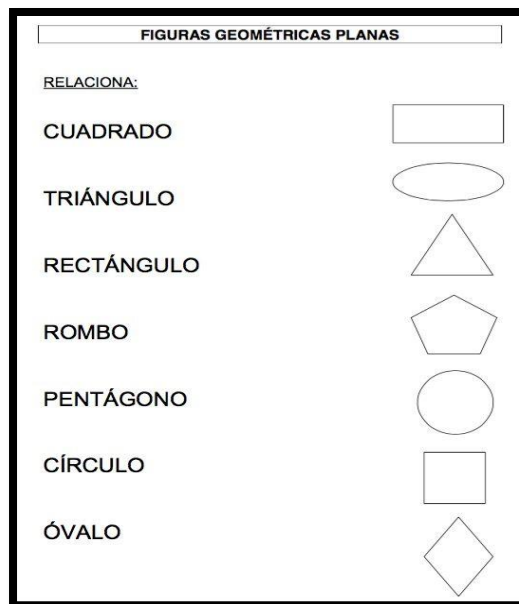 FIGURAS GEOMÉTRICAS PLANAS
RELACIONA:
CUADRADO
TRIÁNGULO
RECTÁNGULO
ROMBO
PENTÁGONO
CÍRCULO
ÓVALO